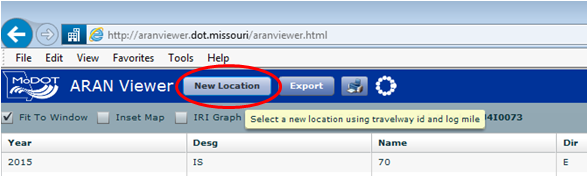 http://aranviewer.dot.missouri/aranviewer.html
File Edit View Favorites Tools Help
MoDOT ARAN Viewer New Location Export
Fit To Window Inset Map IRI Graph 4I0073
Select a new location using travelway id and log mile
Year Desg Name Dir
2015 IS 70 E